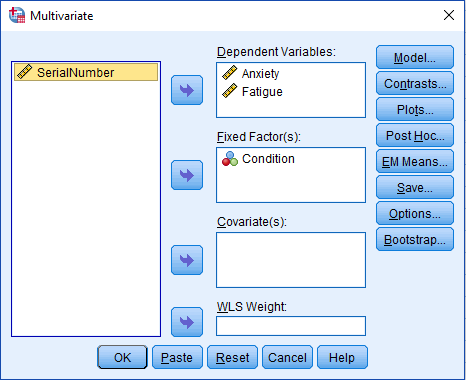 Multivariate
SerialNumber
Dependent Variables:
Anxiety
Fatigue
Fixed Factor(s):
Condition
Covariate(s):
WLS Weight:
Model...
Contrasts...
Plots...
Post Hoc...
EM Means...
Save...
Options...
Bootstrap...
OK
Paste
Reset
Cancel
Help